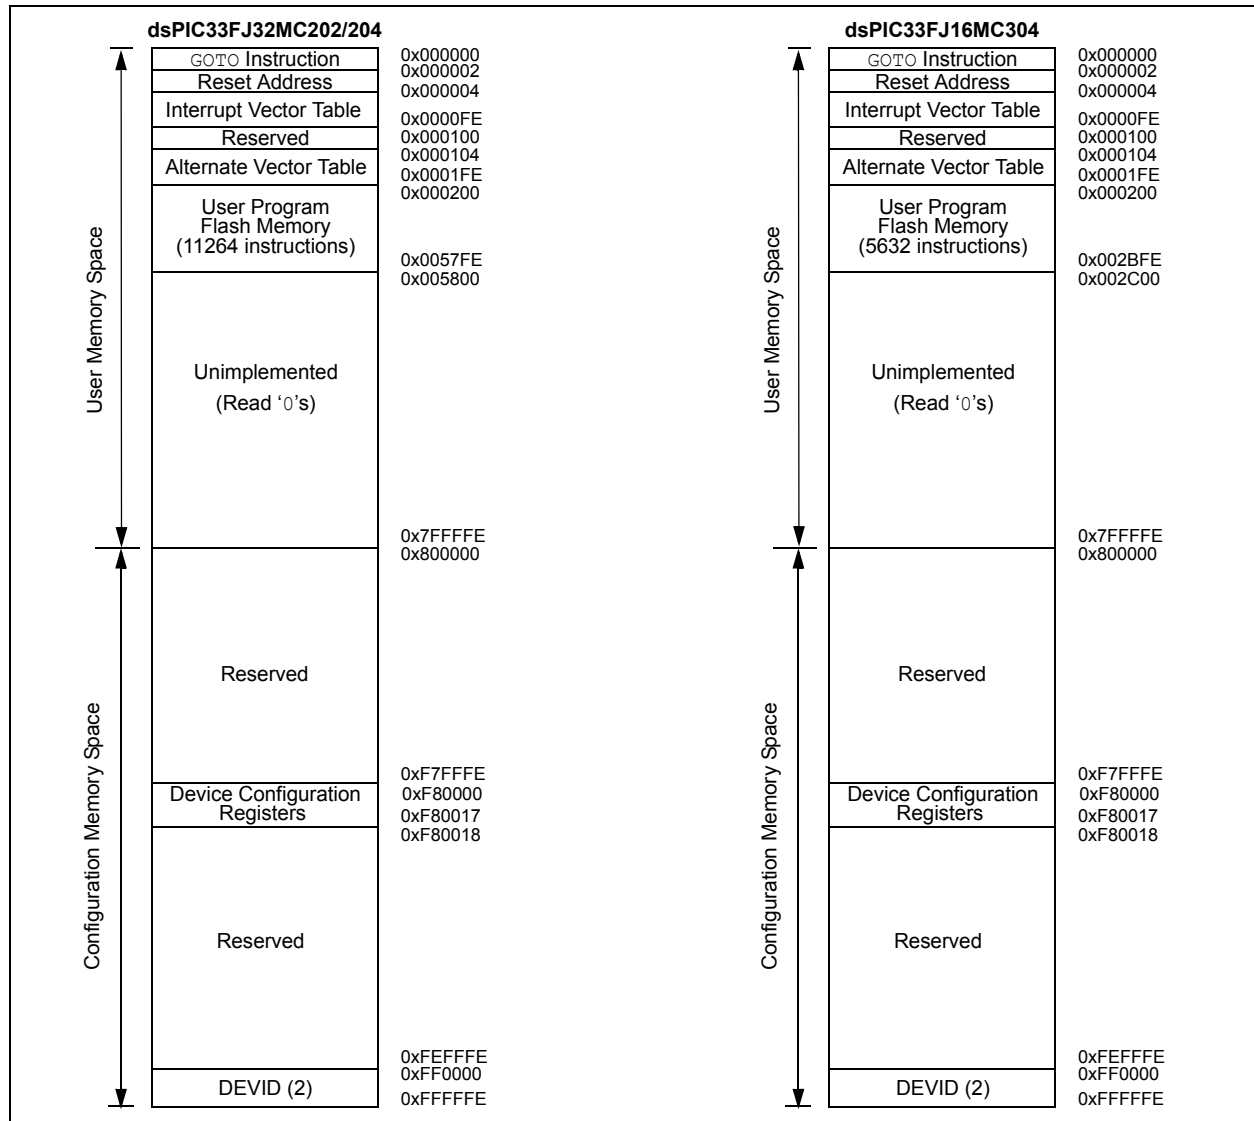 dsPIC33FJ32MC202/204
GOTO Instruction
0x000000
0x000002
Reset Address
0x000004
Interrupt Vector Table
0x0000FE
Reserved
0x000100
0x000104
Alternate Vector Table
0x0001FE
0x000200
User Program
Flash Memory
(11264 instructions)
0x0057FE
0x005800
User Memory Space
Unimplemented
(Read ‘0’s)
0x7FFFFE
0x800000
Reserved
Configuration Memory Space
0xF7FFFE
0xF80000
Device Configuration
Registers
0xF80017
0xF80018
Reserved
0xFEFFFE
0xFF0000
DEVID (2)
0xFFFFFE
dsPIC33FJ16MC304
GOTO Instruction
0x000000
0x000002
Reset Address
0x000004
Interrupt Vector Table
0x0000FE
Reserved
0x000100
0x000104
Alternate Vector Table
0x0001FE
0x000200
User Program
Flash Memory
(5632 instructions)
0x002BFE
0x002C00
User Memory Space
Unimplemented
(Read ‘0’s)
0x7FFFFE
0x800000
Reserved
Configuration Memory Space
0xF7FFFE
0xF80000
Device Configuration
Registers
0xF80017
0xF80018
Reserved
0xFEFFFE
0xFF0000
DEVID (2)
0xFFFFFE